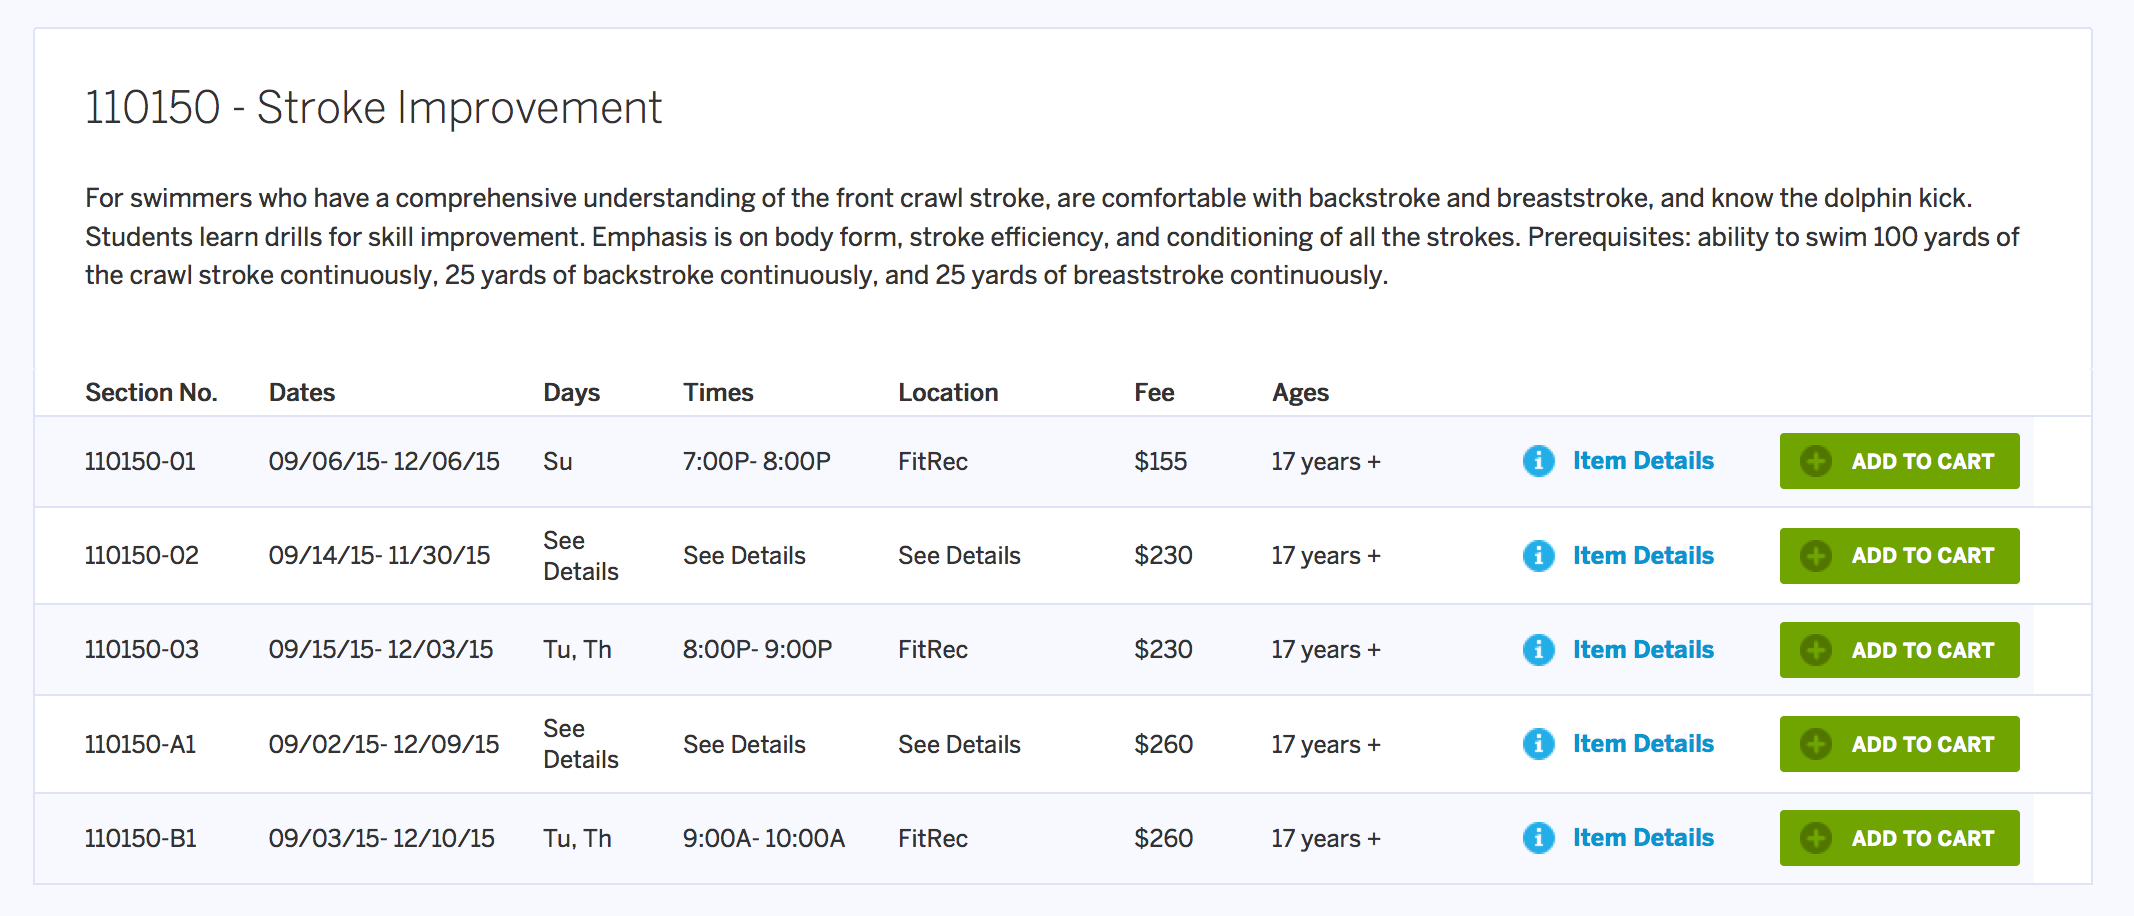 110150 - Stroke Improvement
For swimmers who have a comprehensive understanding of the front crawl stroke, are comfortable with backstroke and breaststroke, and know the dolphin kick.
Students learn drills for skill improvement. Emphasis is on body form, stroke efficiency, and conditioning of all the strokes. Prerequisites: ability to swim 100 yards of
the crawl stroke continuously, 25 yards of backstroke continuously, and 25 yards of breaststroke continuously.
Section No. Dates Days Times Location Fee Ages
110150-01 09/06/15- 12/06/15 Su 7:00P- 8:00P FitRec $155 17 years + i Item Details + ADD TO CART
110150-02 09/14/15- 11/30/15 See Details See Details See Details $230 17 years + i Item Details + ADD TO CART
110150-03 09/15/15- 12/03/15 Tu, Th 8:00P- 9:00P FitRec $230 17 years + i Item Details + ADD TO CART
110150-A1 09/02/15- 12/09/15 See Details See Details See Details $260 17 years + i Item Details + ADD TO CART
110150-B1 09/03/15- 12/10/15 Tu, Th 9:00A- 10:00A FitRec $260 17 years + i Item Details + ADD TO CART